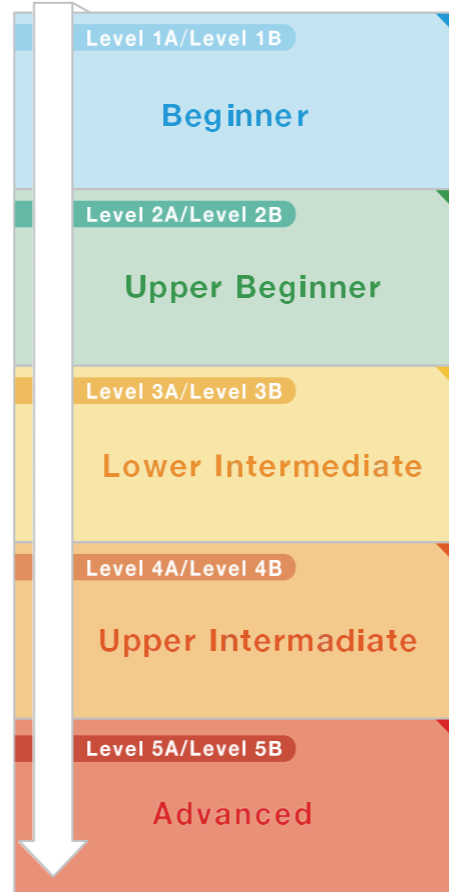 Level 1A/Level 1B
Beginner
Level 2A/Level 2B
Upper Beginner
Level 3A/Level 3B
Lower Intermediate
Level 4A/Level 4B
Upper Intermadiate
Level 5A/Level 5B
Advanced